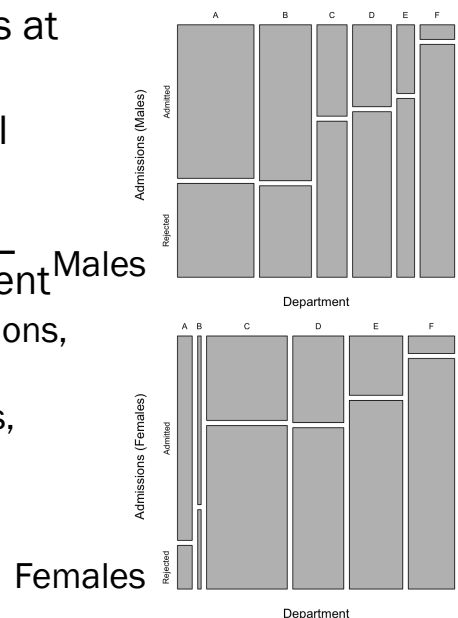 s at
A B C D E F
Admitted
Admissions (Males)
Rejected
Males
ent
ons,
s,
Department
A B C D E F
Admitted
Admissions (Females)
Rejected
Females
Department